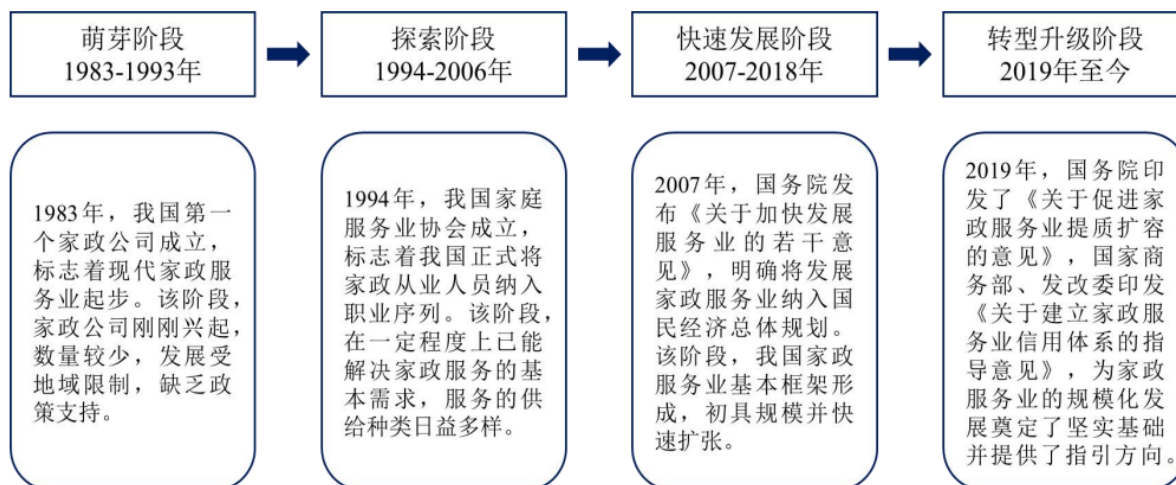 萌芽阶段
1983-1993年
探索阶段
1994-2006年
快速发展阶段
2007-2018年
转型升级阶段
2019年至今
1983年，我国第一
个家政公司成立，
标志着现代家政服
务业起步。该阶段，
家政公司刚刚兴起，
数量较少，发展受
地域限制，缺乏政
策支持。
1994年，我国家庭
服务业协会成立，
标志着我国正式将
家政从业人员纳入
职业序列。该阶段，
在一定程度上已能
解决家政服务的基
本需求，服务的供
给种类日益多样。
2007年，国务院发
布《关于加快发展
服务业的若干意
见》，明确将发展
家政服务业纳入国
民经济总体规划。
该阶段，我国家政
服务业基本框架形
成，初具规模并快
速扩张。
2019年，国务院印
发了《关于促进家
政服务业提质扩容
的意见》，国家商
务部、发改委印发
《关于建立家政服
务业信用体系的指
导意见》，为家政
服务业的规模化发
展奠定了坚实基础
并提供了指引方向。